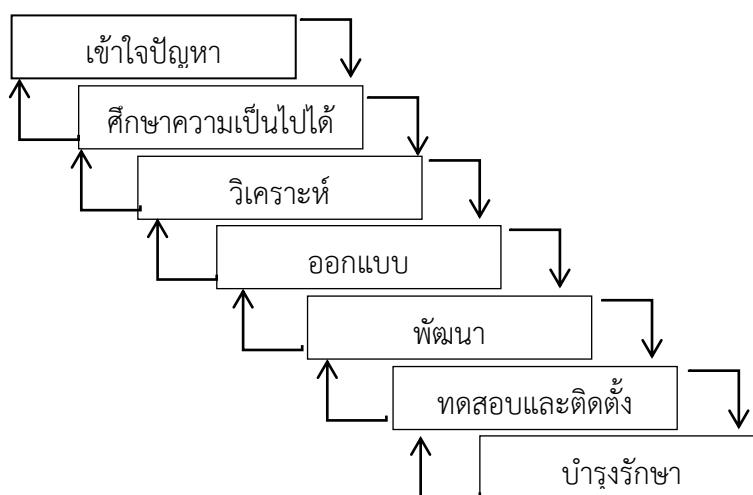 เข้าใจปัญหา
ศึกษาความเป็นไปได้
วิเคราะห์
ออกแบบ
พัฒนา
ทดสอบและติดตั้ง
บำรุงรักษา